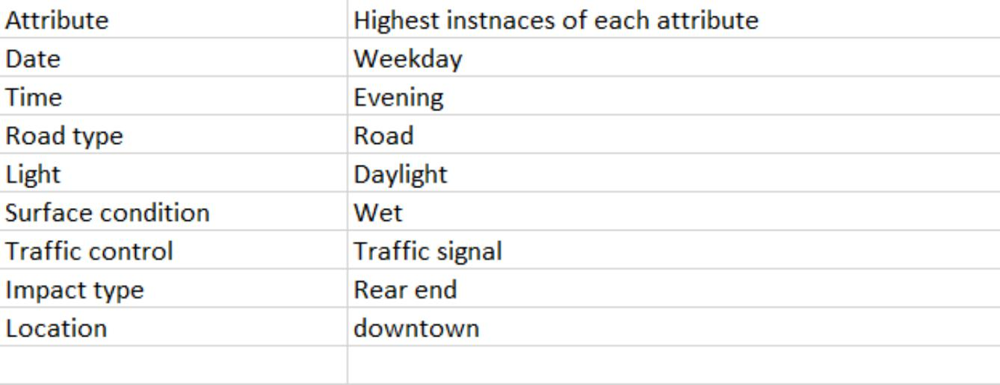 Attribute Highest instnaces of each attribute
Date Weekday
Time Evening
Road type Road
Light Daylight
Surface condition Wet
Traffic control Traffic signal
Impact type Rear end
Location downtown